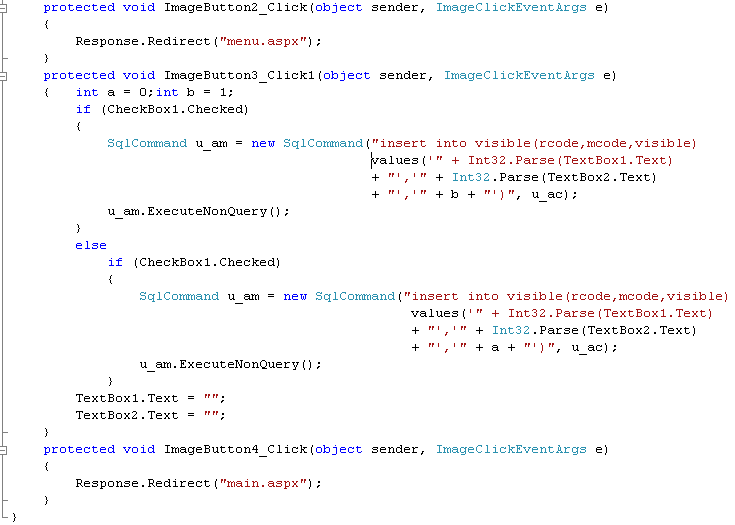 protected void ImageButton2_Click(object sender, ImageClickEventArgs e)
    {
        Response.Redirect("menu.aspx");
    }
    protected void ImageButton3_Click1(object sender, ImageClickEventArgs e)
    {   int a = 0;int b = 1;
        if (CheckBox1.Checked)
        {
            SqlCommand u_am = new SqlCommand("insert into visible(rcode,mcode,visible)
                                             values('" + Int32.Parse(TextBox1.Text)
                                             + "','" + Int32.Parse(TextBox2.Text)
                                             + "','" + b + "')", u_ac);
            u_am.ExecuteNonQuery();
        }
        else
            if (CheckBox1.Checked)
            {
                SqlCommand u_am = new SqlCommand("insert into visible(rcode,mcode,visible)
                                                  values('" + Int32.Parse(TextBox1.Text)
                                                  + "','" + Int32.Parse(TextBox2.Text)
                                                  + "','" + a + "')", u_ac);
                u_am.ExecuteNonQuery();
            }
        TextBox1.Text = "";
        TextBox2.Text = "";
    }
    protected void ImageButton4_Click(object sender, ImageClickEventArgs e)
    {
        Response.Redirect("main.aspx");
    }
}